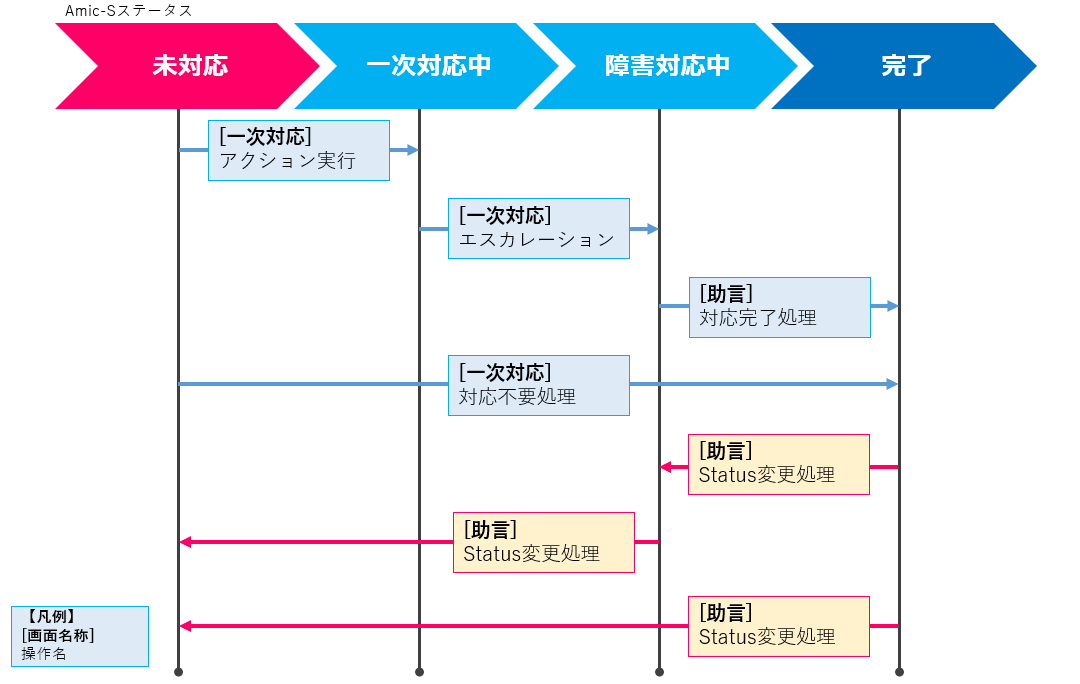 Amic-Sステータス
未対応
一次対応中
障害対応中
完了
[一次対応]
アクション実行
[一次対応]
エスカレーション
[助言]
対応完了処理
[一次対応]
対応不要処理
[助言]
Status変更処理
[助言]
Status変更処理
[助言]
Status変更処理
【凡例】
[画面名称]
操作名